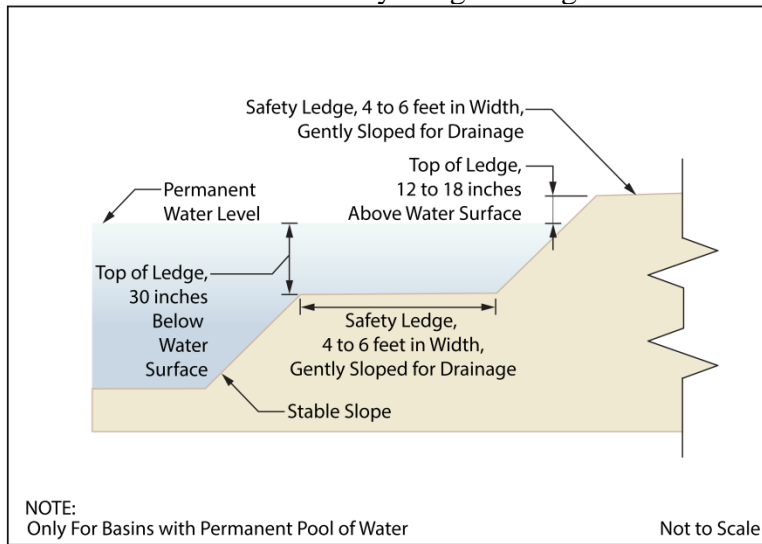 Safety Ledge, 4 to 6 feet in Width,
Gently Sloped for Drainage
Top of Ledge,
12 to 18 inches
Above Water Surface
Permanent
Water Level
Top of Ledge,
30 inches
Below
Water
Surface
Safety Ledge,
4 to 6 feet in Width,
Gently Sloped for Drainage
Stable Slope
NOTE:
Only For Basins with Permanent Pool of Water
Not to Scale